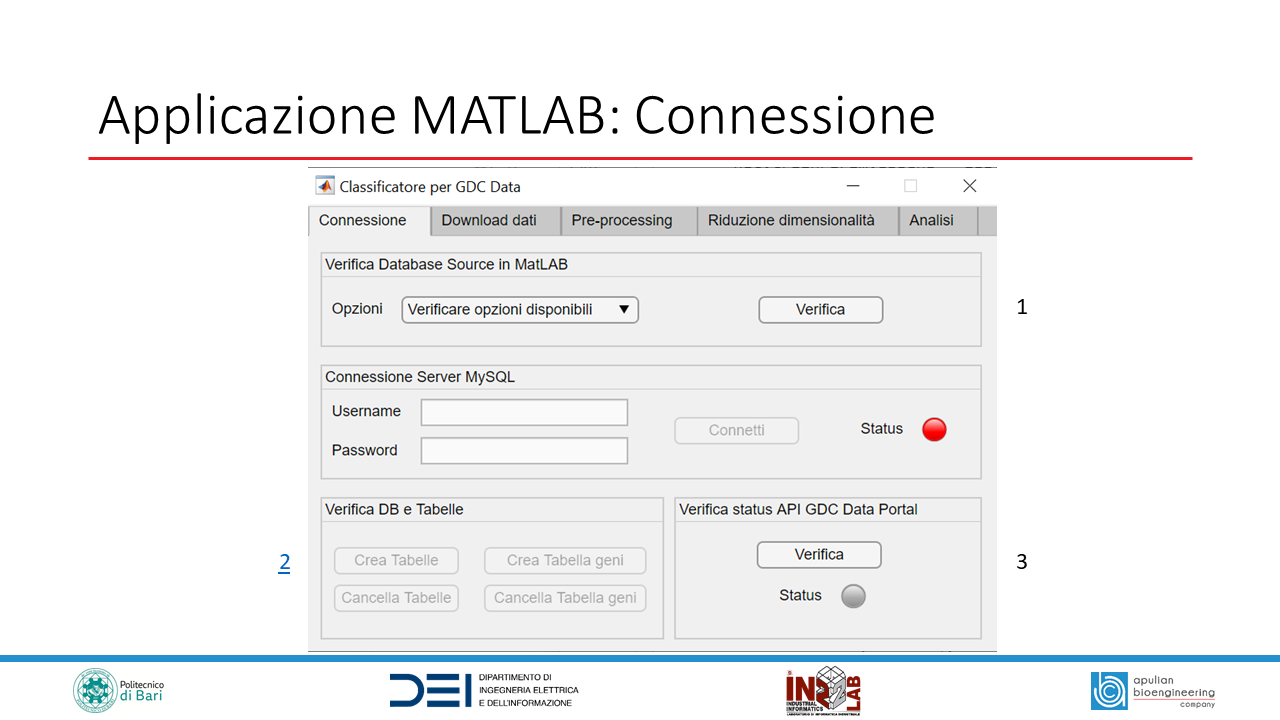 Applicazione MATLAB: Connessione
Classificatore per GDC Data
Connessione
Download dati
Pre-processing
Riduzione dimensionalità
Analisi
Verifica Database Source in MatLAB
Opzioni
Verificare opzioni disponibili
Verifica
1
Connessione Server MySQL
Username
Password
Connetti
Status
Verifica DB e Tabelle
Crea Tabelle
Crea Tabella geni
Cancella Tabelle
Cancella Tabella geni
2
Verifica status API GDC Data Portal
Verifica
Status
3
Politecnico
di Bari
DEI
DIPARTIMENTO DI
INGEGNERIA ELETTRICA
E DELL'INFORMAZIONE
INDUSTRIAL
INFORMATICS
LAB
LABORATORIO DI INFORMATICA INDUSTRIALE
apulian
bioengineering
company